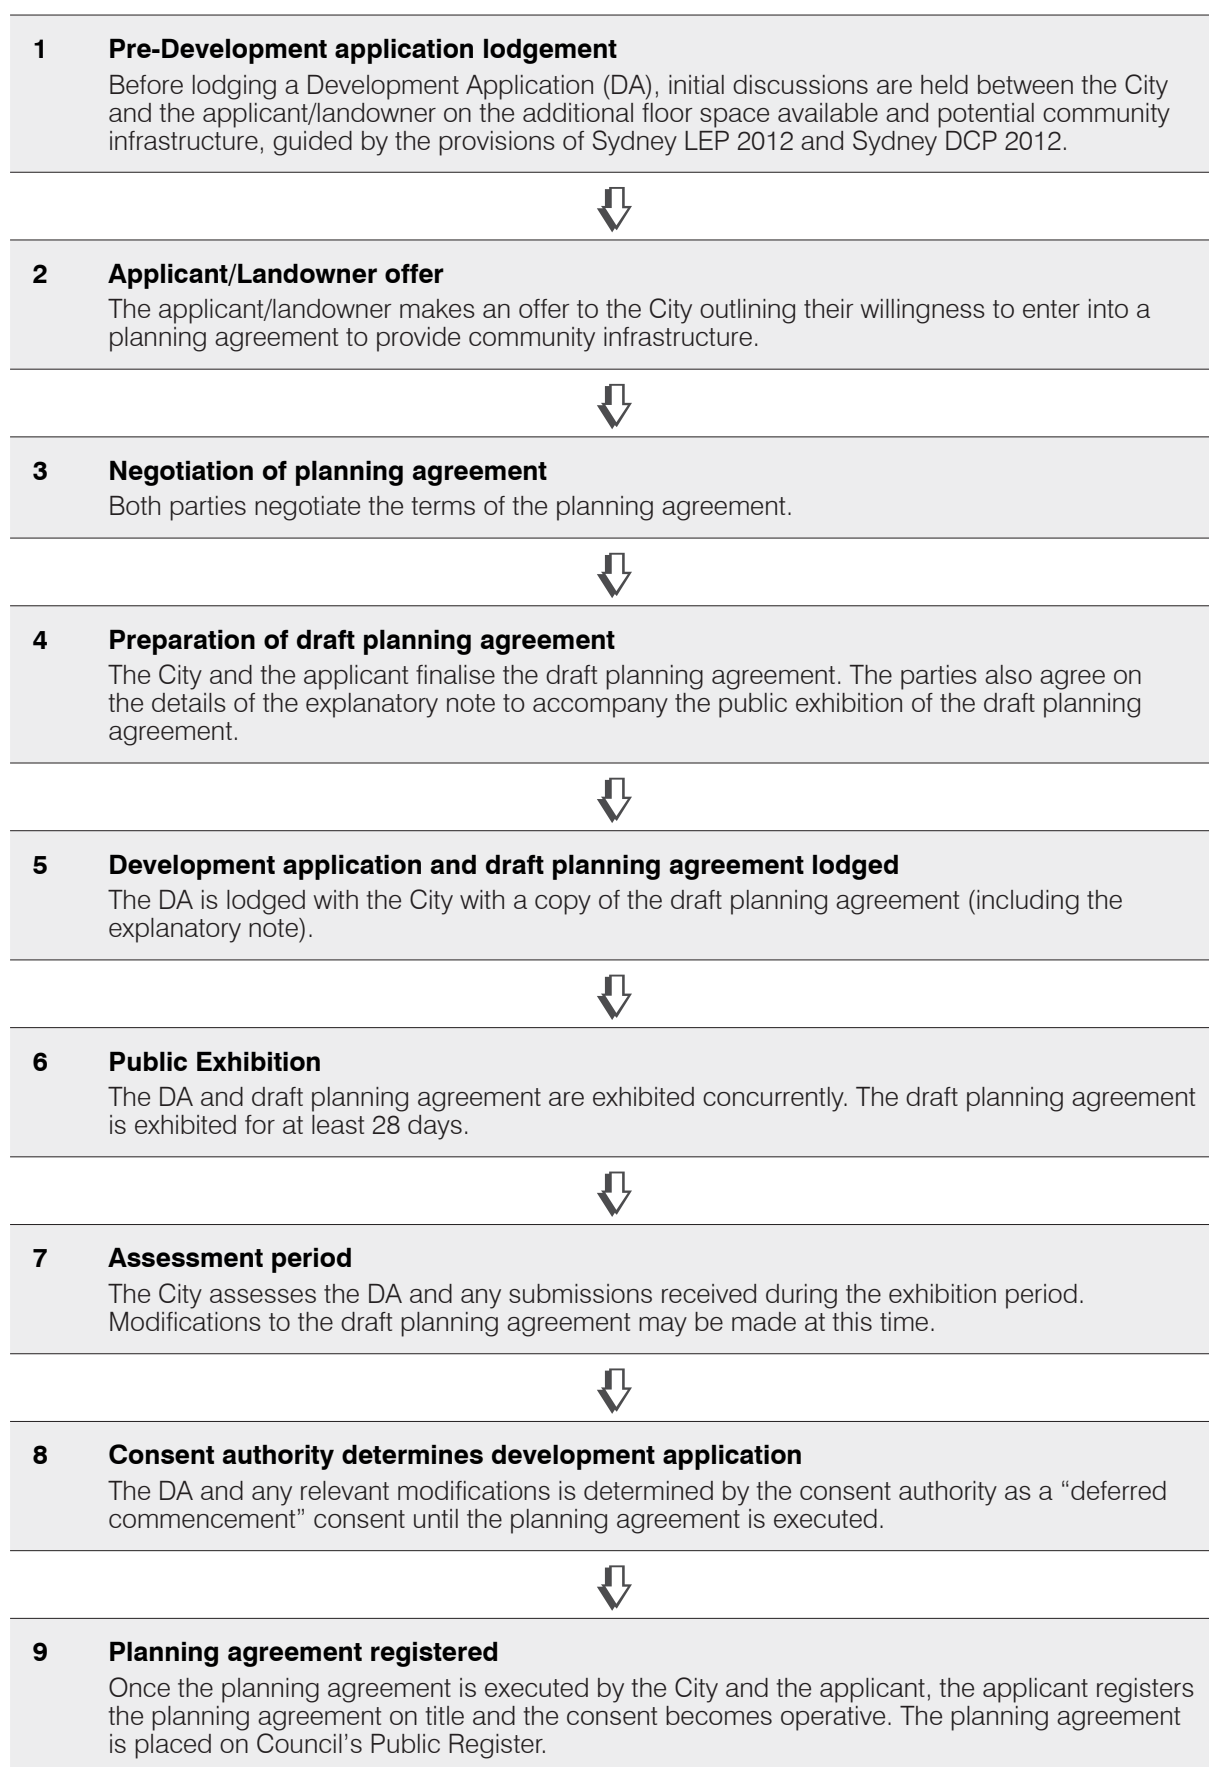 1 Pre-Development application lodgement
Before lodging a Development Application (DA), initial discussions are held between the City
and the applicant/landowner on the additional floor space available and potential community
infrastructure, guided by the provisions of Sydney LEP 2012 and Sydney DCP 2012.
2 Applicant/Landowner offer
The applicant/landowner makes an offer to the City outlining their willingness to enter into a
planning agreement to provide community infrastructure.
3 Negotiation of planning agreement
Both parties negotiate the terms of the planning agreement.
4 Preparation of draft planning agreement
The City and the applicant finalise the draft planning agreement. The parties also agree on
the details of the explanatory note to accompany the public exhibition of the draft planning
agreement.
5 Development application and draft planning agreement lodged
The DA is lodged with the City with a copy of the draft planning agreement (including the
explanatory note).
6 Public Exhibition
The DA and draft planning agreement are exhibited concurrently. The draft planning agreement
is exhibited for at least 28 days.
7 Assessment period
The City assesses the DA and any submissions received during the exhibition period.
Modifications to the draft planning agreement may be made at this time.
8 Consent authority determines development application
The DA and any relevant modifications is determined by the consent authority as a “deferred
commencement” consent until the planning agreement is executed.
9 Planning agreement registered
Once the planning agreement is executed by the City and the applicant, the applicant registers
the planning agreement on title and the consent becomes operative. The planning agreement
is placed on Council’s Public Register.